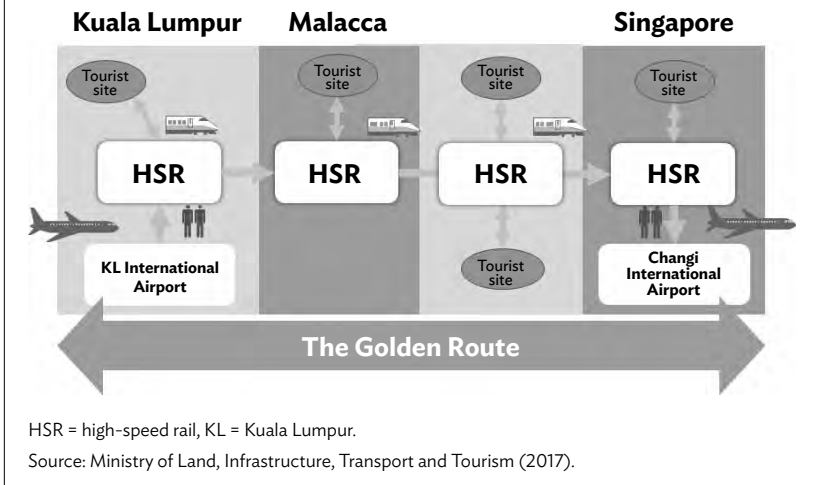 Kuala Lumpur
Malacca
Singapore
Tourist
site
Tourist
site
Tourist
site
Tourist
site
HSR
HSR
HSR
HSR
KL International
Airport
Tourist
site
Changi
International
Airport
The Golden Route
HSR = high-speed rail, KL = Kuala Lumpur.
Source: Ministry of Land, Infrastructure, Transport and Tourism (2017).